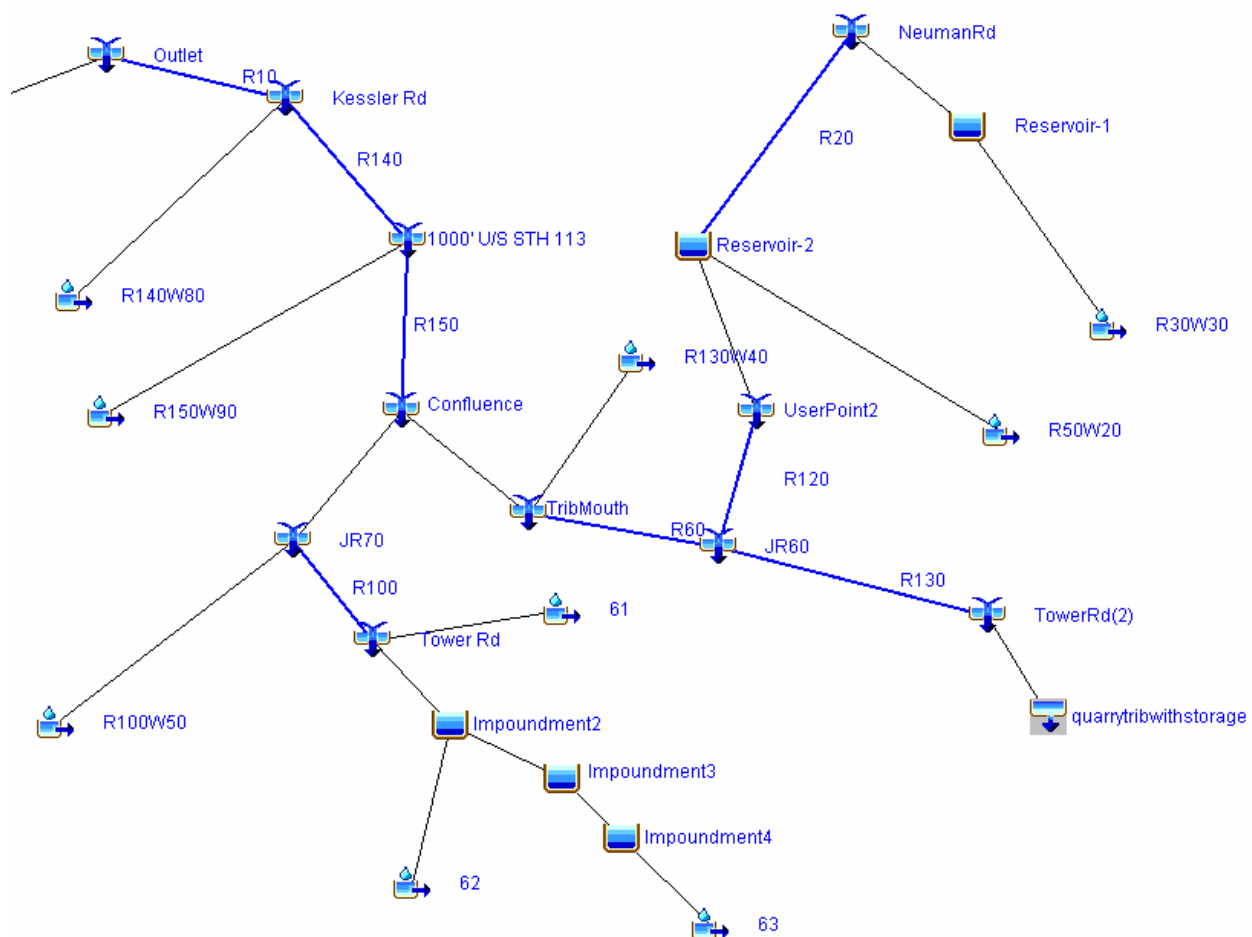 NeumanRd
Outlet
R10
Kessler Rd
Reservoir-1
R20
R140
1000' U/S STH 113
Reservoir-2
R140W80
R150
R30W30
R130W40
R150W90
Confluence
UserPoint2
R50W20
R120
TribMouth
R60
JR70
JR60
R130
R100
61
TowerRd(2)
Tower Rd
R100W50
Impoundment2
quarrytribwithstorage
Impoundment3
Impoundment4
62
63